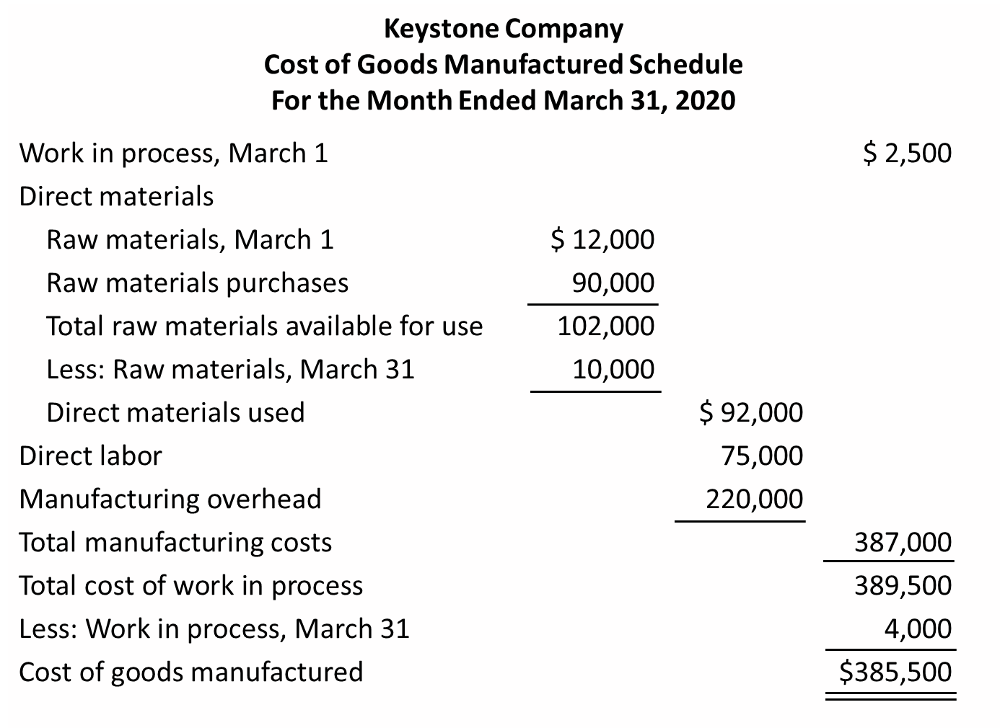 Keystone Company
Cost of Goods Manufactured Schedule
For the Month Ended March 31, 2020
Work in process, March 1 $ 2,500
Direct materials
Raw materials, March 1 $ 12,000
Raw materials purchases 90,000
Total raw materials available for use 102,000
Less: Raw materials, March 31 10,000
Direct materials used $ 92,000
Direct labor 75,000
Manufacturing overhead 220,000
Total manufacturing costs 387,000
Total cost of work in process 389,500
Less: Work in process, March 31 4,000
Cost of goods manufactured $385,500